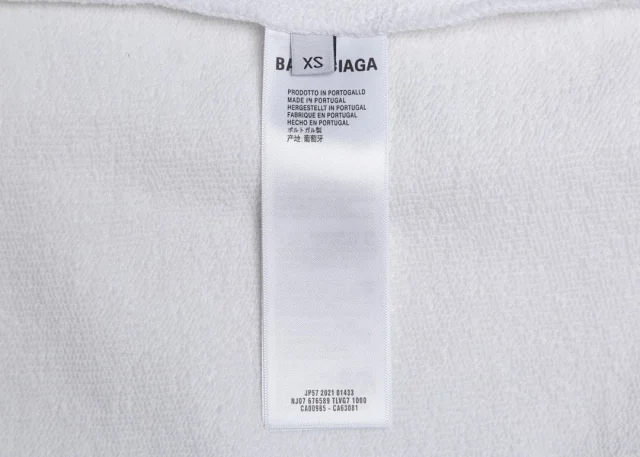 XS
BA IAGA
PRODOTTO IN PORTOGALLO
MADE IN PORTUGAL
HERGESTELLT IN PORTUGAL
FABRIQUÉ EN PORTUGAL
HECHO EN PORTUGAL
ポルトガル製
产地: 葡萄牙
JP57 2021 01433
NJ07 676589 TLVG7 1000
CA00985 - CA63081